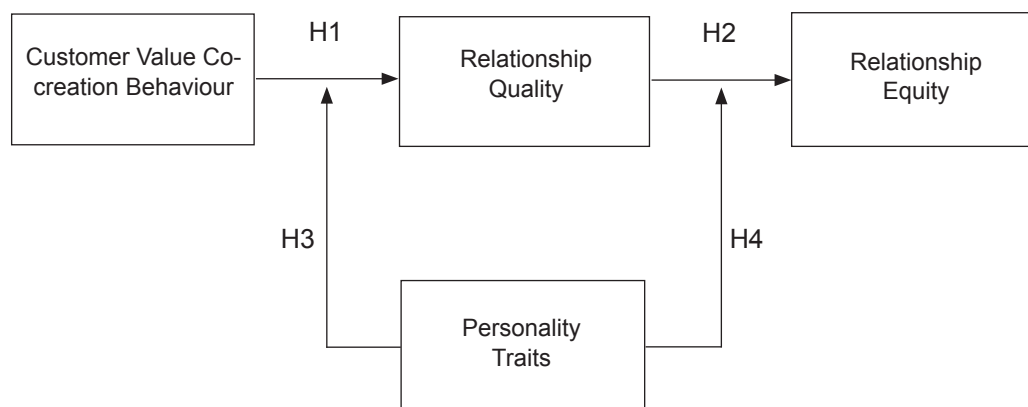 H1
H2
Customer Value Co-
creation Behaviour
Relationship
Quality
Relationship
Equity
H3
H4
Personality
Traits